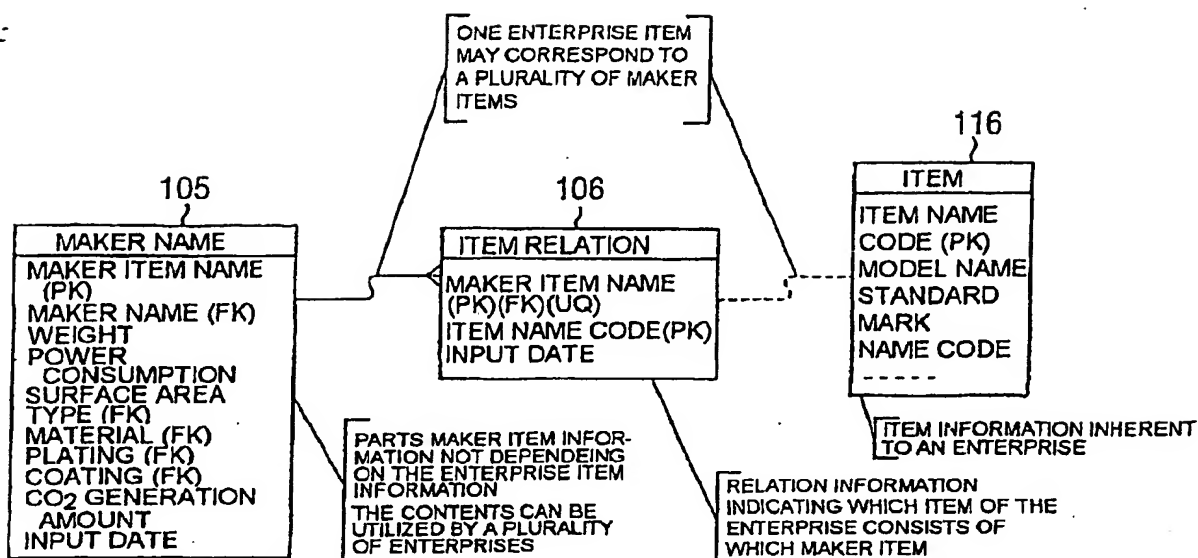 ONE ENTERPRISE ITEM
MAY CORRESPOND TO
A PLURALITY OF MAKER
ITEMS
105
MAKER NAME
MAKER ITEM NAME
(PK)
MAKER NAME (FK)
WEIGHT
POWER
CONSUMPTION
SURFACE AREA
TYPE (FK)
MATERIAL (FK)
PLATING (FK)
COATING (FK)
CO2 GENERATION
AMOUNT
INPUT DATE
106
ITEM RELATION
MAKER ITEM NAME
(PK)(FK)(UQ)
ITEM NAME CODE(PK)
INPUT DATE
116
ITEM
ITEM NAME
CODE (PK)
MODEL NAME
STANDARD
MARK
NAME CODE
------
PARTS MAKER ITEM INFOR-
MATION NOT DEPENDEING
ON THE ENTERPRISE ITEM
INFORMATION
THE CONTENTS CAN BE
UTILIZED BY A PLURALITY
OF ENTERPRISES
RELATION INFORMATION
INDICATING WHICH ITEM OF THE
ENTERPRISE CONSISTS OF
WHICH MAKER ITEM
ITEM INFORMATION INHERENT
TO AN ENTERPRISE